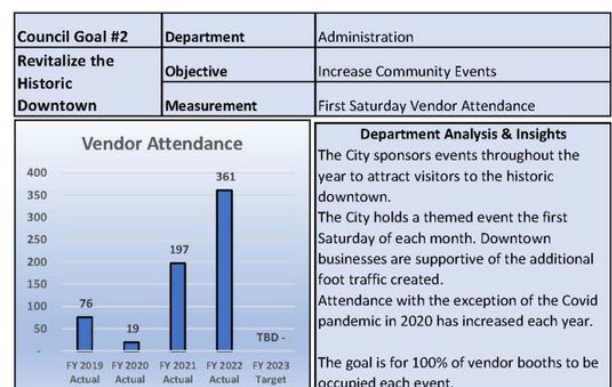 Council Goal #2
Department
Administration
Revitalize the
Historic
Downtown
Objective
Increase Community Events
Measurement
First Saturday Vendor Attendance
Vendor Attendance
400
350
300
250
200
150
100
50
-
76
19
197
361
TBD -
FY 2019
Actual
FY 2020
Actual
FY 2021
Actual
FY 2022
Actual
FY 2023
Target
Department Analysis & Insights
The City sponsors events throughout the
year to attract visitors to the historic
downtown.
The City holds a themed event the first
Saturday of each month. Downtown
businesses are supportive of the additional
foot traffic created.
Attendance with the exception of the Covid
pandemic in 2020 has increased each year.
The goal is for 100% of vendor booths to be
occupied each event.